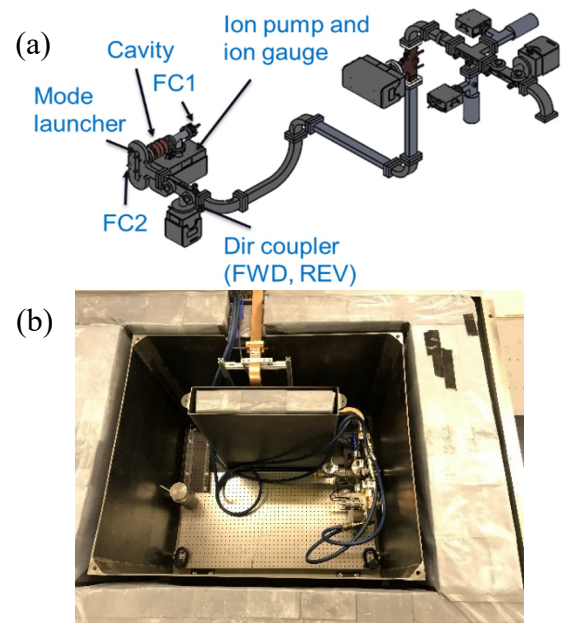 (a)
Ion pump and
ion gauge
Cavity
FC1
Mode
launcher
FC2
Dir coupler
(FWD, REV)
(b)